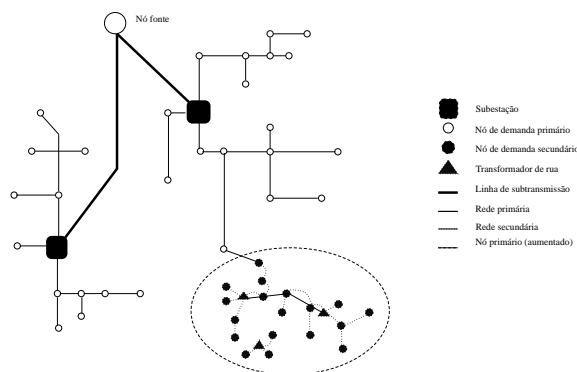 Nó fonte
Subestação
Nó de demanda primário
Nó de demanda secundário
Transformador de rua
Linha de subtransmissão
Rede primária
Rede secundária
Nó primário (aumentado)